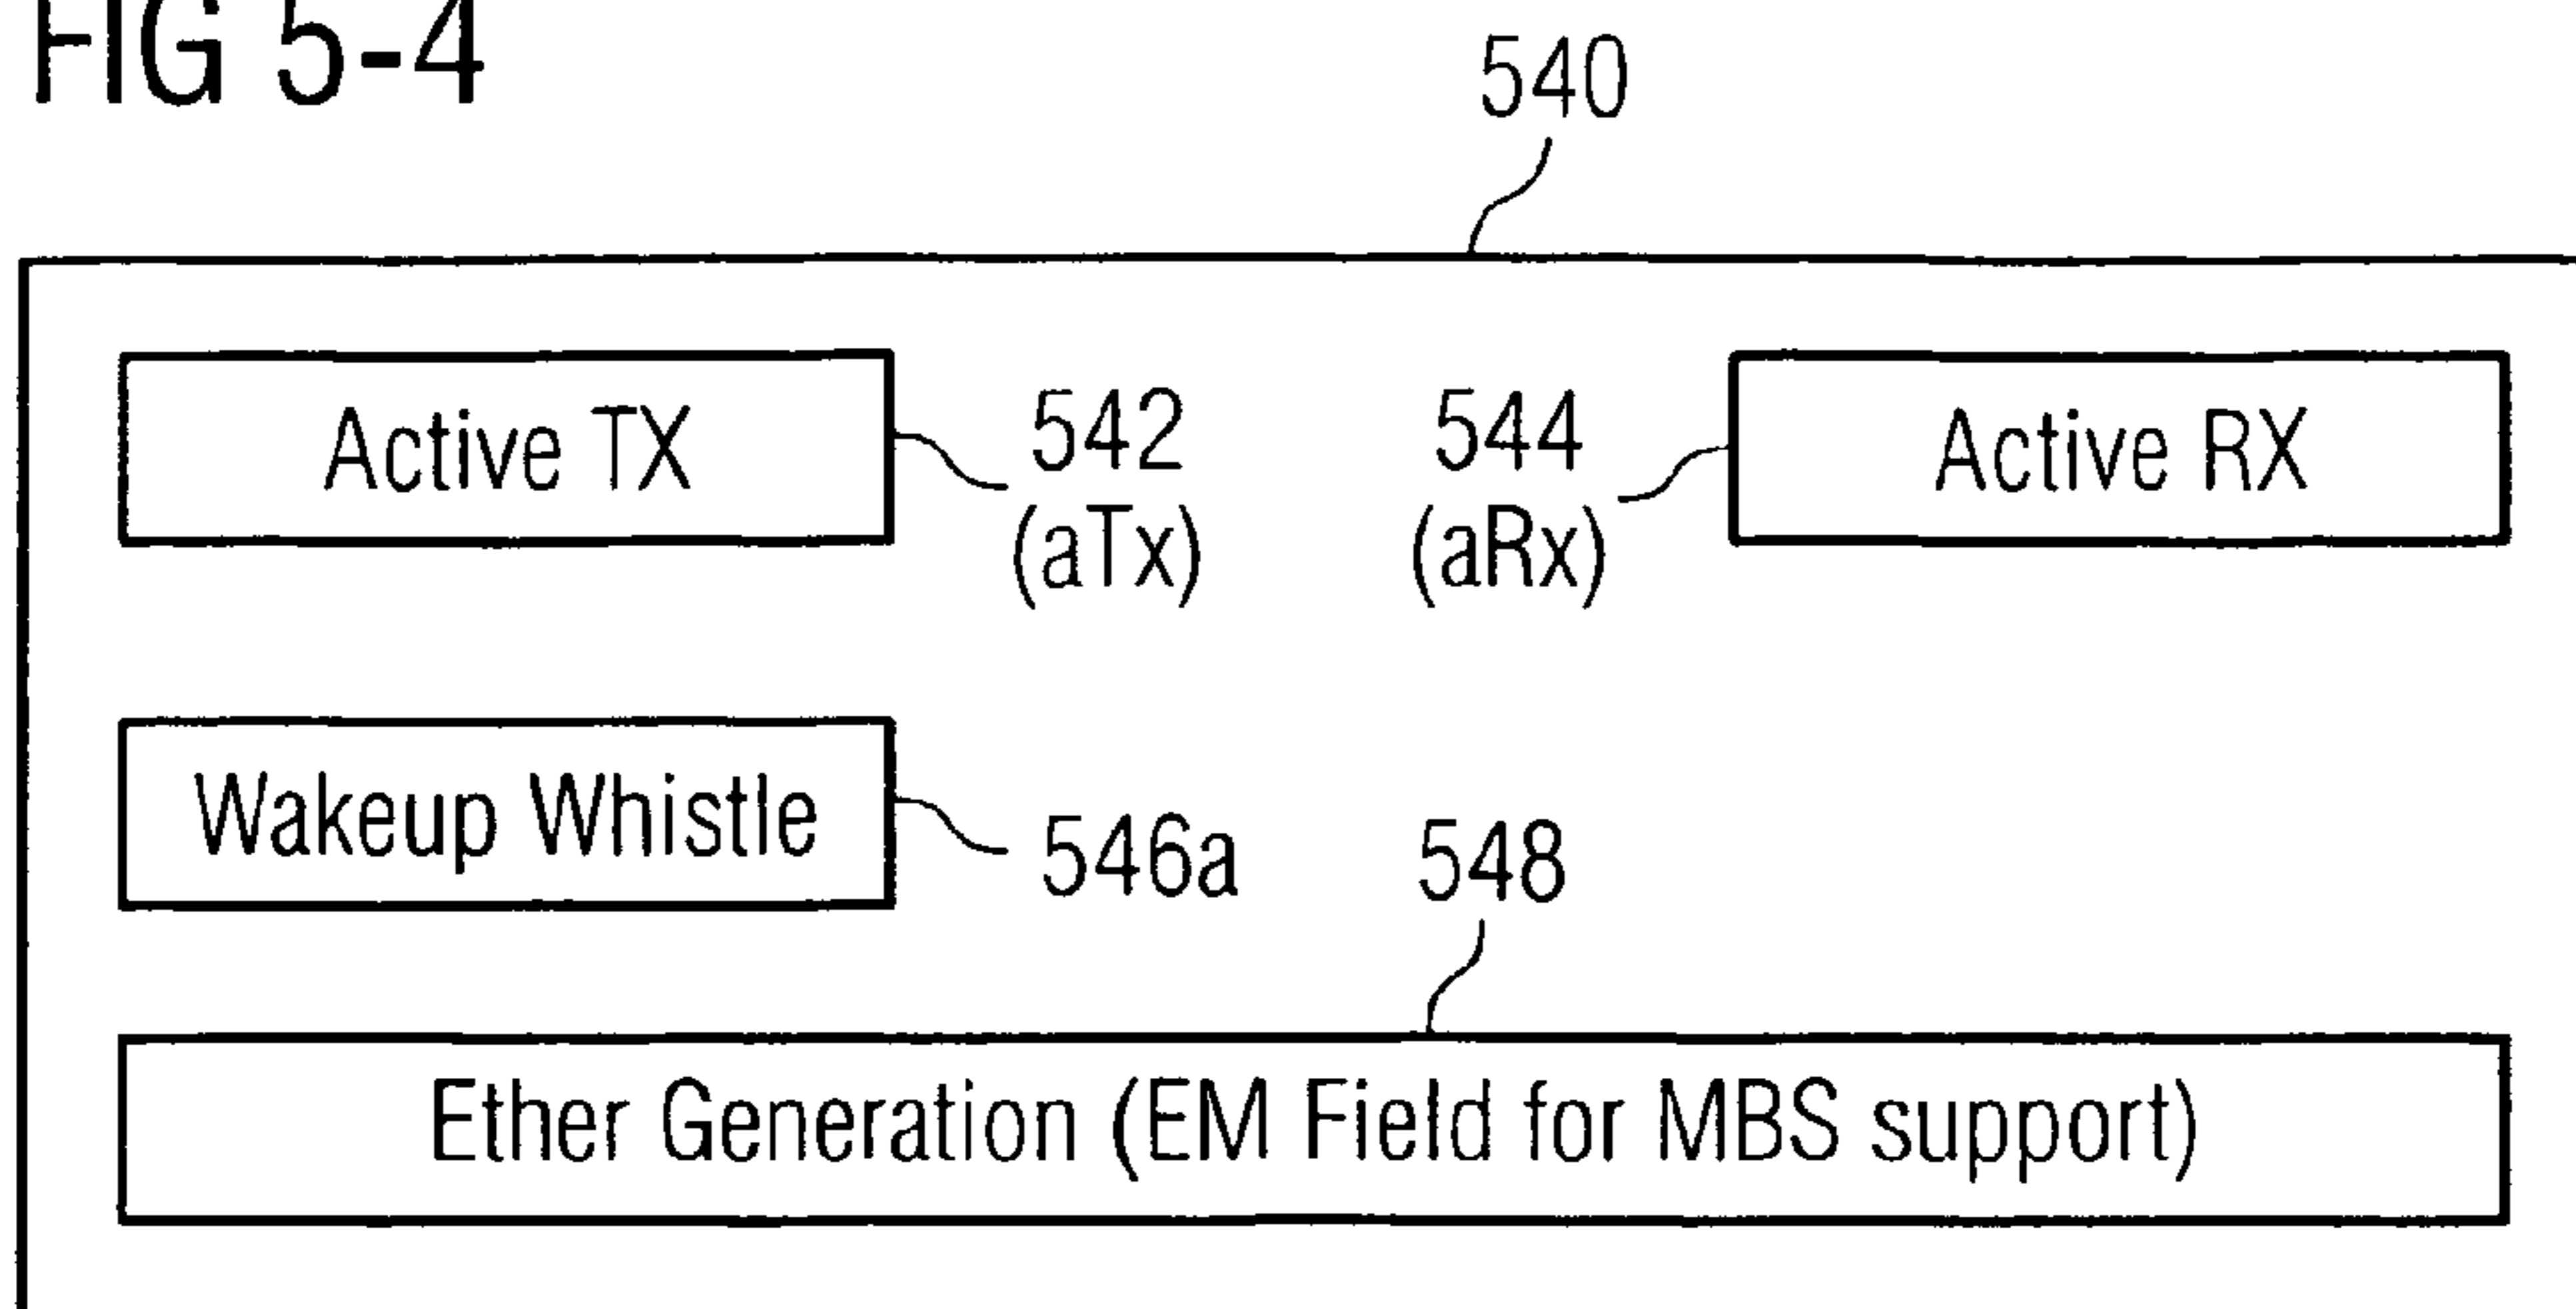 FIG 5-4
540
Active TX
542
(aTx)
544
(aRx)
Active RX
Wakeup Whistle
546a
548
Ether Generation (EM Field for MBS support)